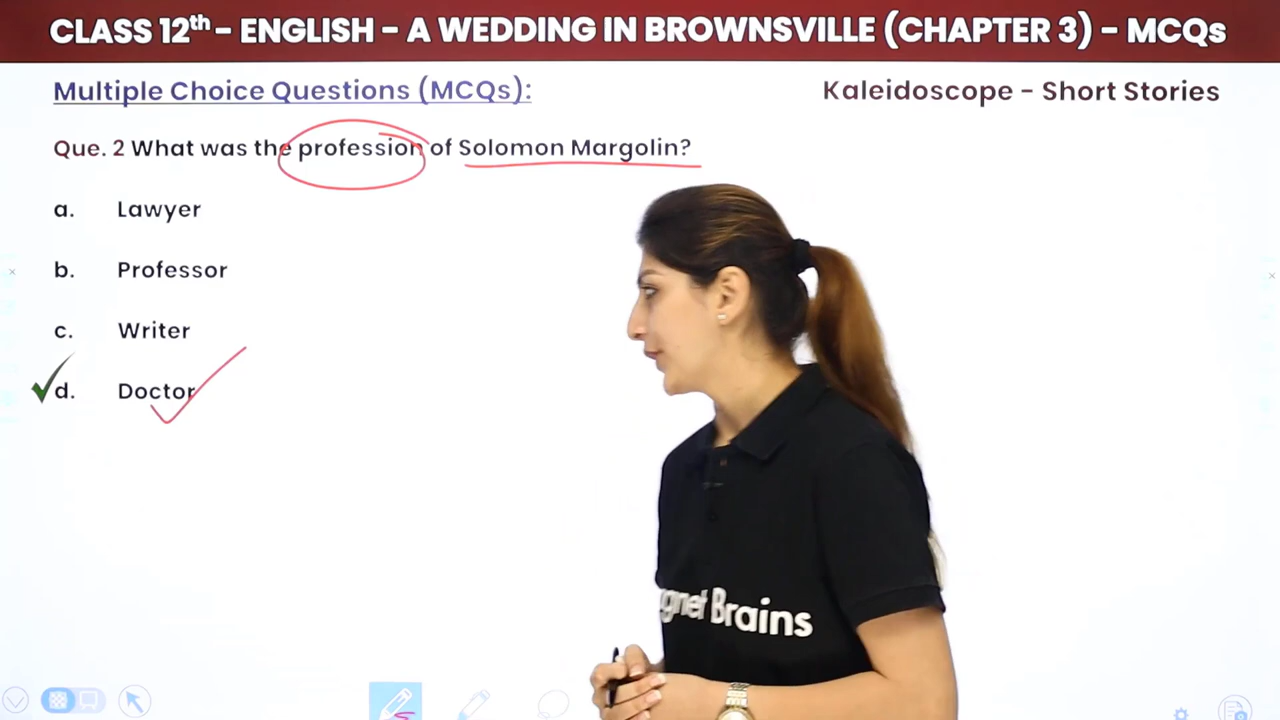 CLASS 12th – ENGLISH – A WEDDING IN BROWNSVILLE (CHAPTER 3) – MCQs
Multiple Choice Questions (MCQs):
Kaleidoscope – Short Stories
Que. 2 What was the profession of Solomon Margolin?
a. Lawyer
b. Professor
c. Writer
d. Doctor
gnet Brains